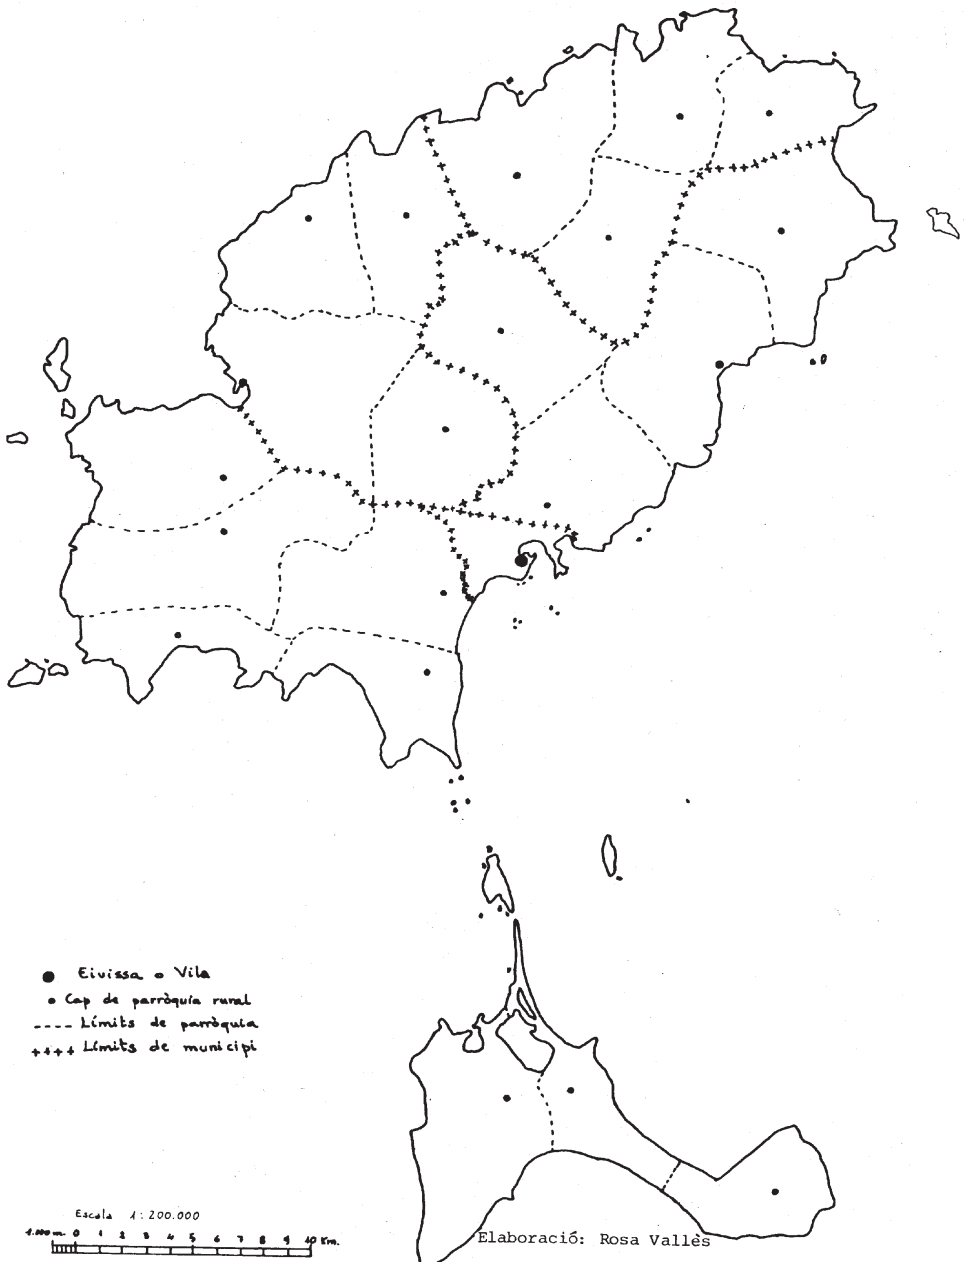 Eivissa o Vila
Cap de parròquia rural
Límits de parròquia
Límits de municipi
Escala 1:200.000
1.000 m. 0 1 2 3 4 5 6 7 8 9 10 Km.
Elaboració: Rosa Vallès